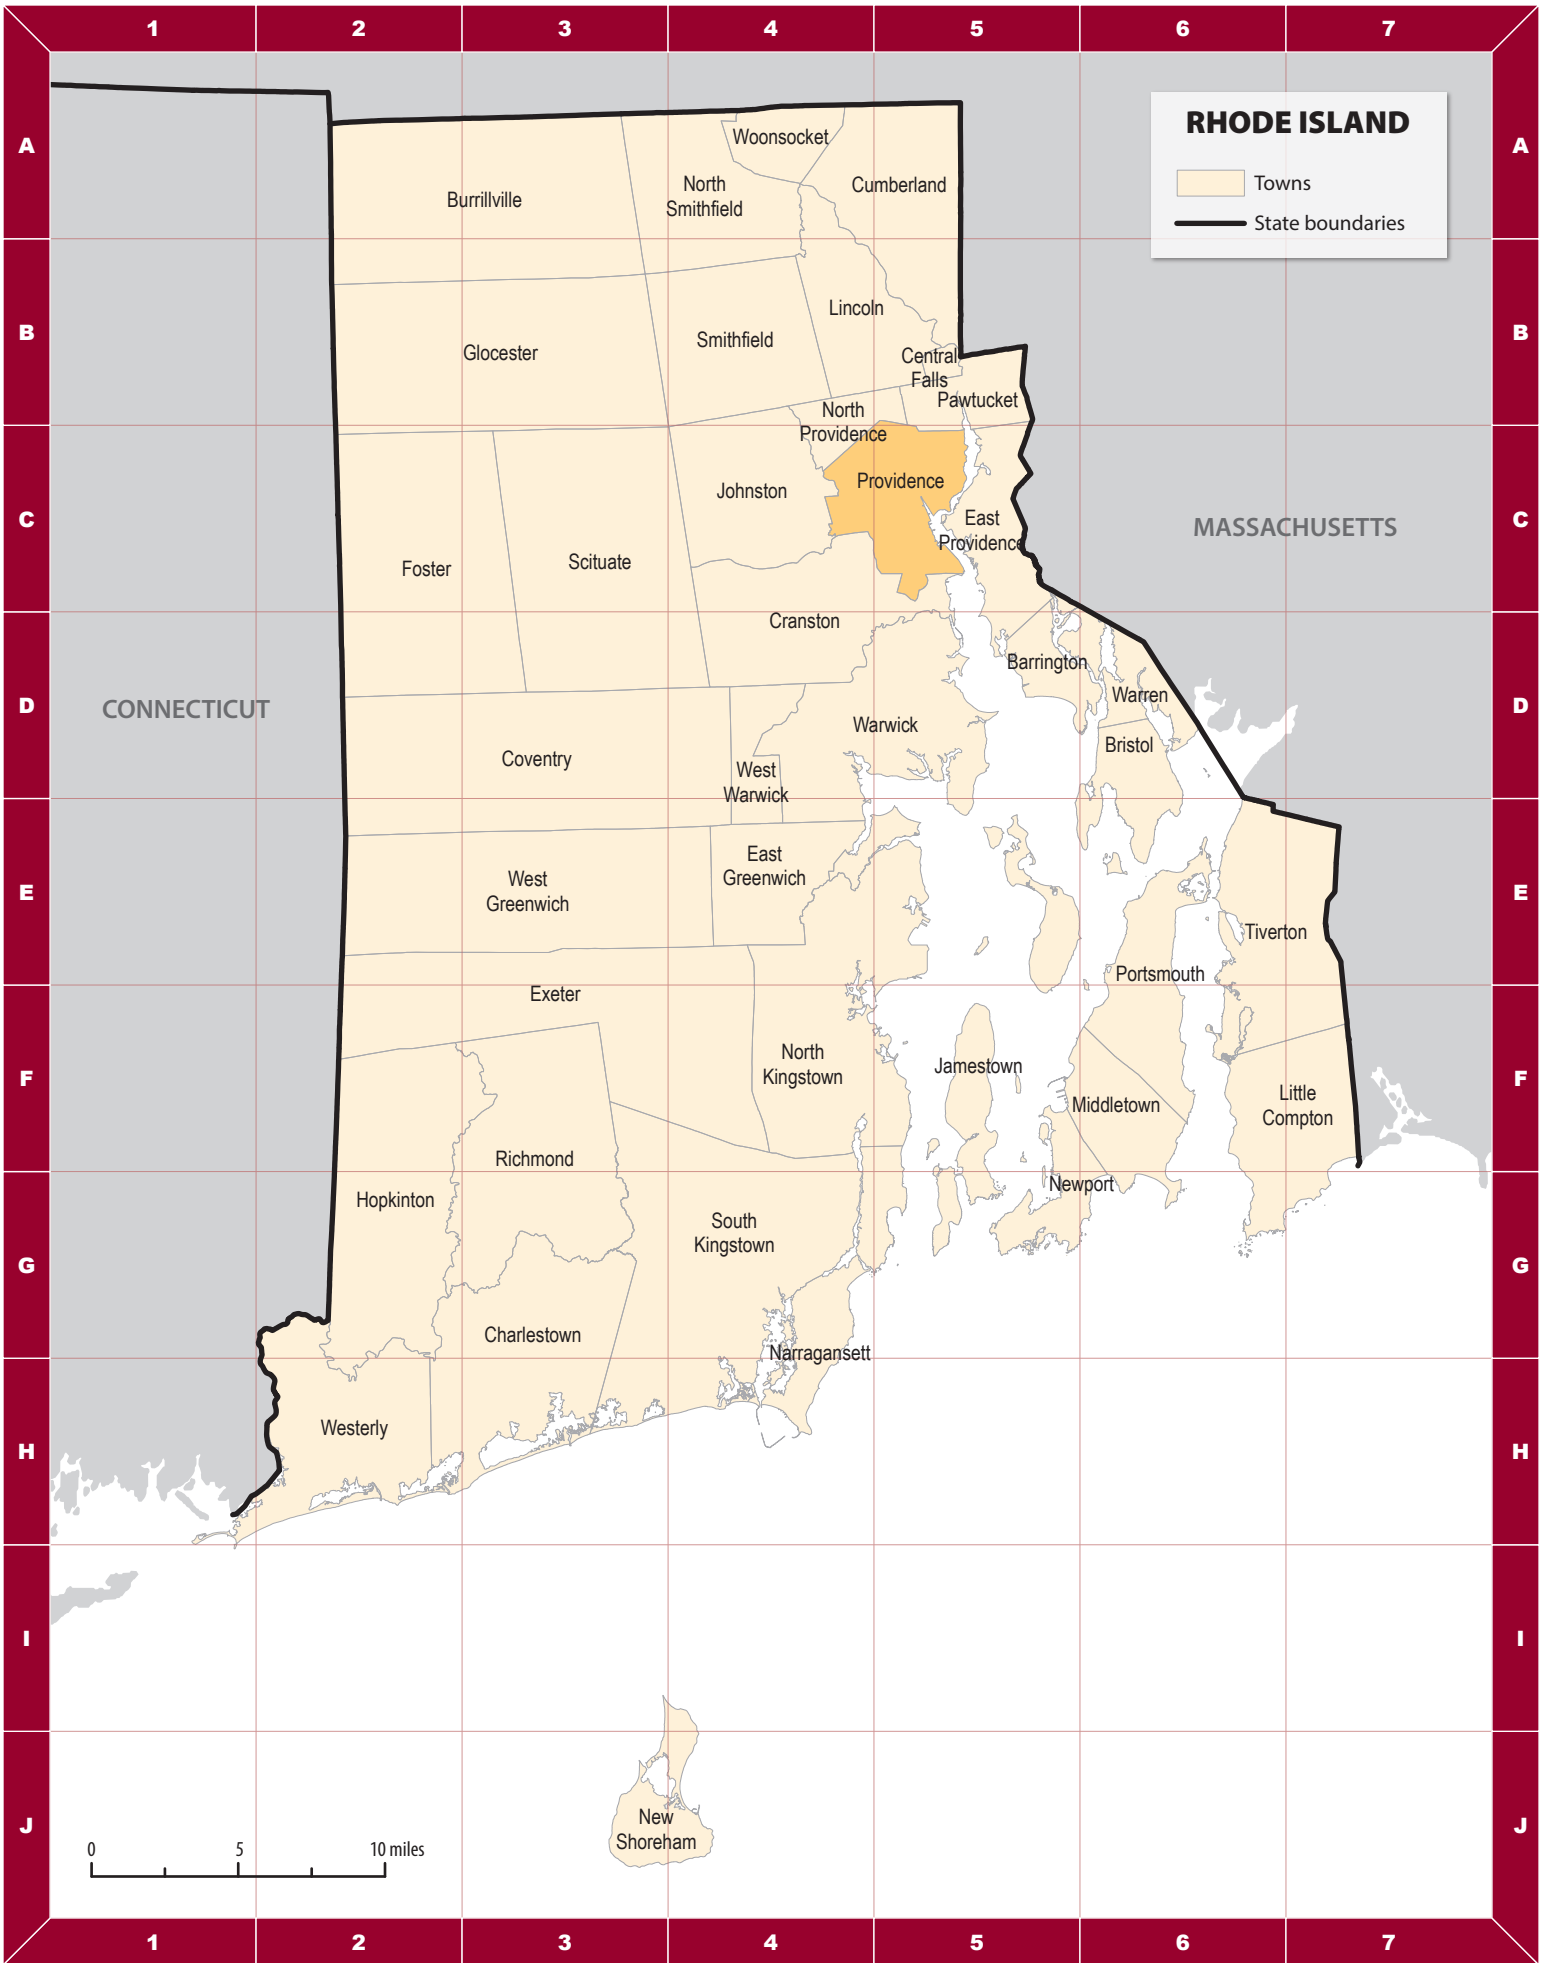 1 2 3 4 5 6 7
A
B
C
D
E
F
G
H
I
J
RHODE ISLAND
Towns
State boundaries
Woonsocket
Burrillville
North
Smithfield
Cumberland
Glocester
Smithfield
Lincoln
Central
Falls
Pawtucket
North
Providence
Foster
Scituate
Johnston
Providence
East
Providence
MASSACHUSETTS
Cranston
CONNECTICUT
Barrington
Warren
Warwick
Bristol
Coventry
West
Warwick
West
Greenwich
East
Greenwich
Tiverton
Portsmouth
Exeter
North
Kingstown
Jamestown
Middletown
Little
Compton
Richmond
Hopkinton
Newport
South
Kingstown
Charlestown
Narragansett
Westerly
New
Shoreham
0 5 10 miles
A
B
C
D
E
F
G
H
I
J
1 2 3 4 5 6 7